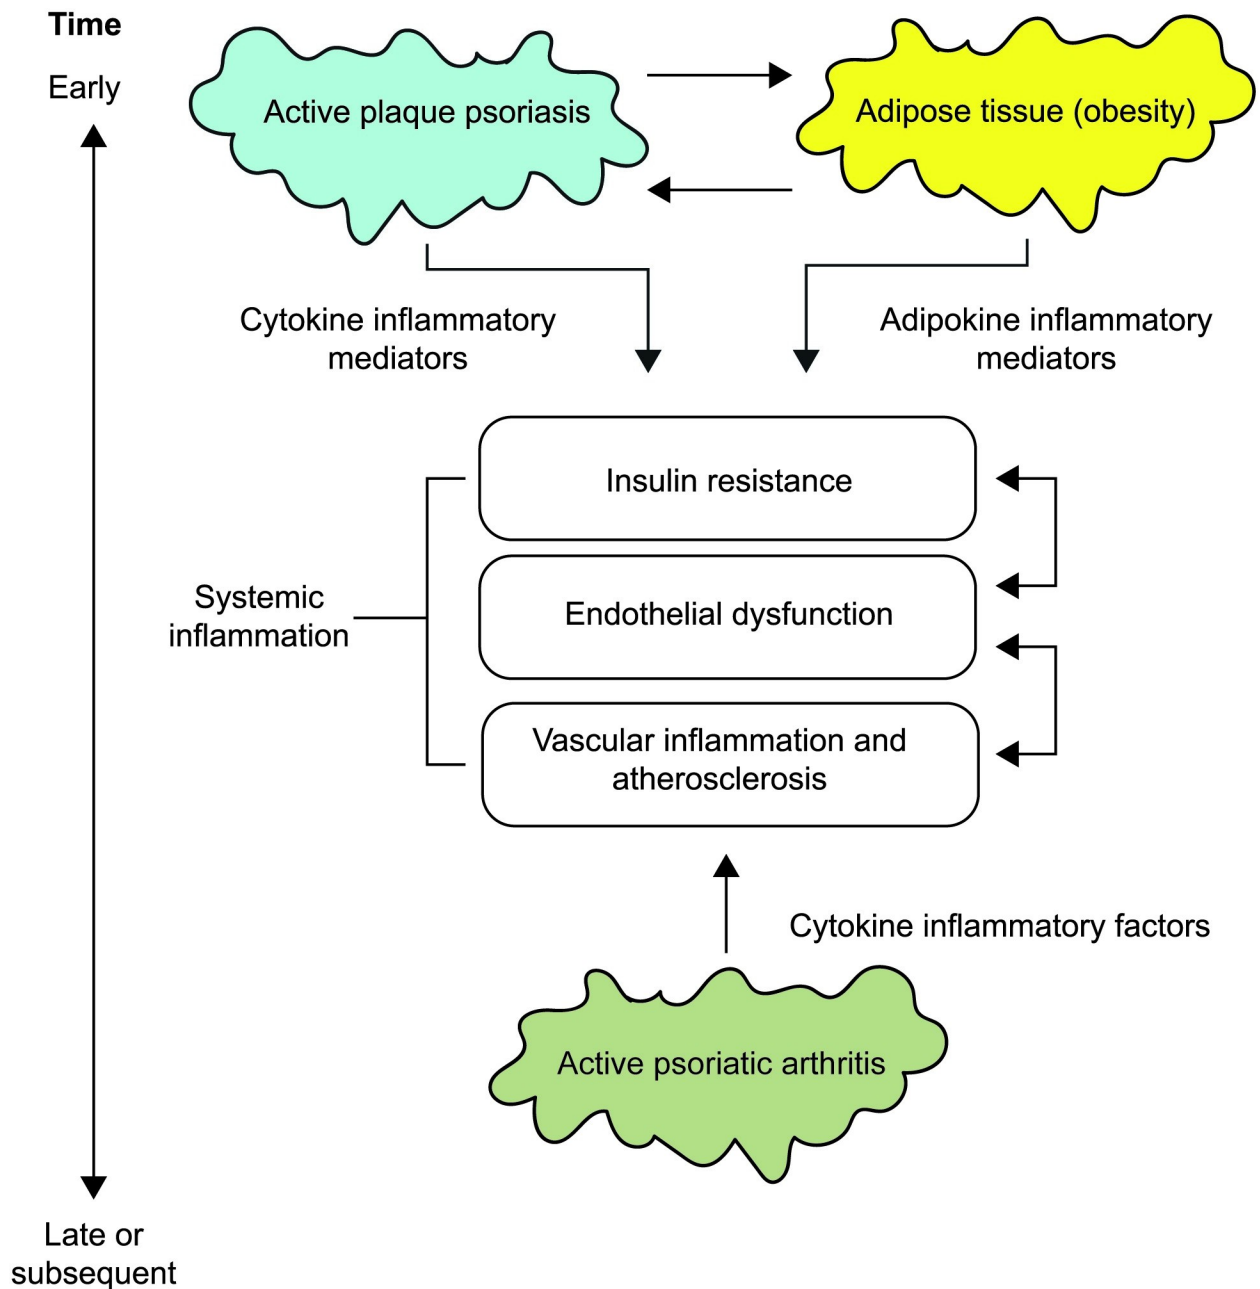 Time
Early
Active plaque psoriasis
Adipose tissue (obesity)
Cytokine inflammatory
mediators
Adipokine inflammatory
mediators
Insulin resistance
Endothelial dysfunction
Systemic
inflammation
Vascular inflammation and
atherosclerosis
Cytokine inflammatory factors
Active psoriatic arthritis
Late or
subsequent